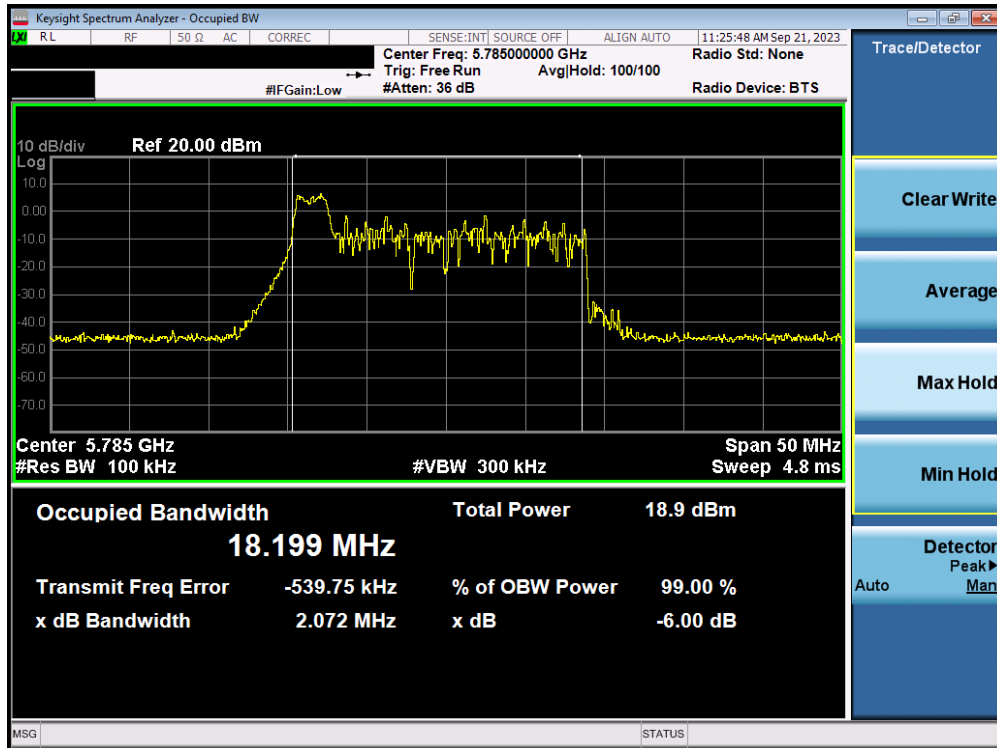 Keysight Spectrum Analyzer - Occupied BW
LXI RL RF 50 Ω AC CORREC SENSE:INT SOURCE OFF ALIGN AUTO 11:25:48 AM Sep 21, 2023
Center Freq: 5.785000000 GHz Radio Std: None
Trig: Free Run Avg|Hold: 100/100
#IFGain:Low #Atten: 36 dB Radio Device: BTS
Trace/Detector
10 dB/div Ref 20.00 dBm
Log
10.0
0.00
-10.0
-20.0
-30.0
-40.0
-50.0
-60.0
-70.0
Center 5.785 GHz Span 50 MHz
#Res BW 100 kHz #VBW 300 kHz Sweep 4.8 ms
Occupied Bandwidth Total Power 18.9 dBm
18.199 MHz
Transmit Freq Error -539.75 kHz % of OBW Power 99.00 %
x dB Bandwidth 2.072 MHz x dB -6.00 dB
Clear Write
Average
Max Hold
Min Hold
Detector
Peak
Auto Man
MSG STATUS